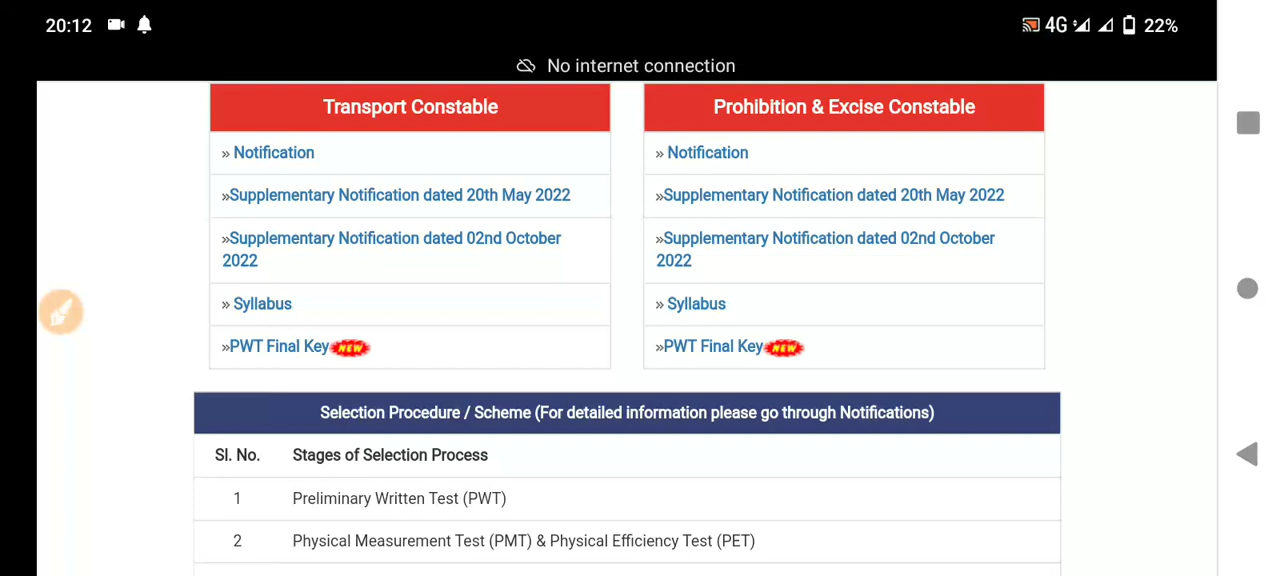 20:12
4G
22%
No internet connection
Transport Constable
» Notification
»Supplementary Notification dated 20th May 2022
»Supplementary Notification dated 02nd October
2022
» Syllabus
»PWT Final Key NEW
Prohibition & Excise Constable
» Notification
»Supplementary Notification dated 20th May 2022
»Supplementary Notification dated 02nd October
2022
» Syllabus
»PWT Final Key NEW
Selection Procedure / Scheme (For detailed information please go through Notifications)
Sl. No. Stages of Selection Process
1 Preliminary Written Test (PWT)
2 Physical Measurement Test (PMT) & Physical Efficiency Test (PET)